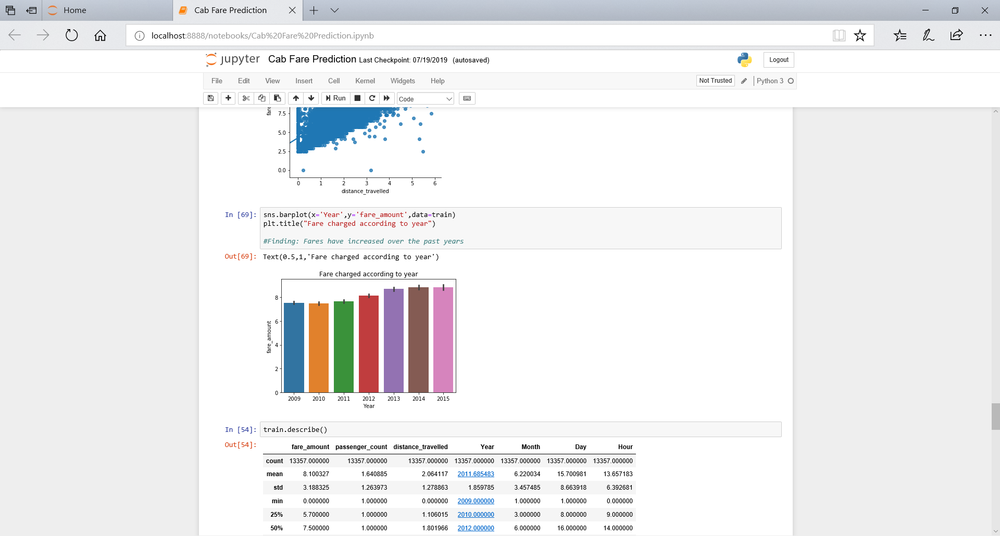 Home
Cab Fare Prediction
localhost:8888/notebooks/Cab%20Fare%20Prediction.ipynb
jupyter Cab Fare Prediction Last Checkpoint: 07/19/2019 (autosaved)
Logout
File Edit View Insert Cell Kernel Widgets Help
Not Trusted
Python 3
Run
Code
fare
7.5
5.0
2.5
0.0
0 1 2 3 4 5 6
distance_travelled
In [69]:
sns.barplot(x='Year',y='fare_amount',data=train)
plt.title("Fare charged according to year")
#Finding: Fares have increased over the past years
Out[69]: Text(0.5,1,'Fare charged according to year')
Fare charged according to year
8
6
4
2
0
fare_amount
2009 2010 2011 2012 2013 2014 2015
Year
In [54]: train.describe()
Out[54]:
fare_amount passenger_count distance_travelled Year Month Day Hour
count 13357.000000 13357.000000 13357.000000 13357.000000 13357.000000 13357.000000 13357.000000
mean 8.100327 1.640885 2.064117 2011.685483 6.220034 15.700981 13.657183
std 3.188325 1.263973 1.278863 1.859785 3.457485 8.663918 6.392681
min 0.000000 1.000000 0.000000 2009.000000 1.000000 1.000000 0.000000
25% 5.700000 1.000000 1.106015 2010.000000 3.000000 8.000000 9.000000
50% 7.500000 1.000000 1.801966 2012.000000 6.000000 16.000000 14.000000